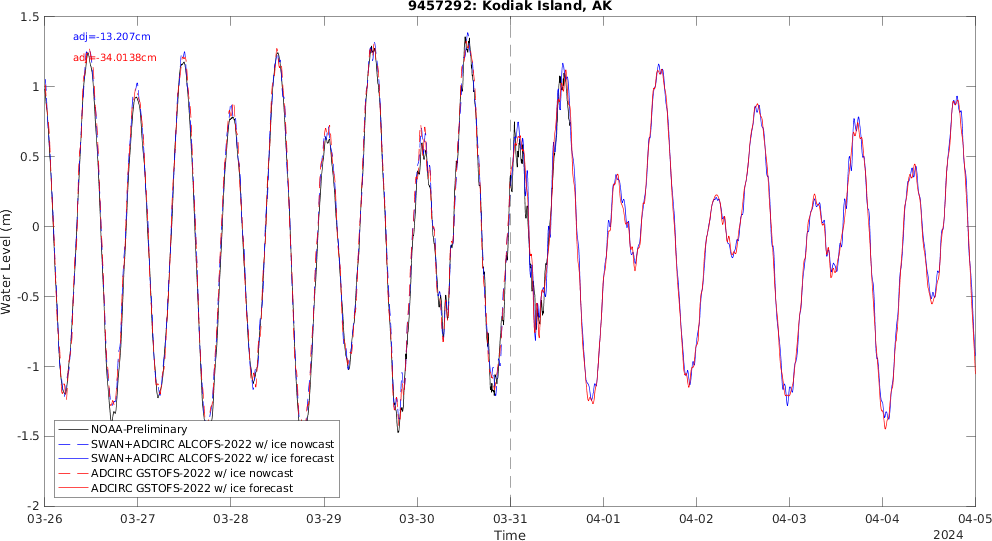 9457292: Kodiak Island, AK
adj=-13.207cm
adj=-34.0138cm
1.5
1
0.5
0
-0.5
-1
-1.5
-2
Water Level (m)
NOAA-Preliminary
SWAN+ADCIRC ALCOFS-2022 w/ ice nowcast
SWAN+ADCIRC ALCOFS-2022 w/ ice forecast
ADCIRC GSTOFS-2022 w/ ice nowcast
ADCIRC GSTOFS-2022 w/ ice forecast
03-26 03-27 03-28 03-29 03-30 03-31 04-01 04-02 04-03 04-04 04-05
Time
2024